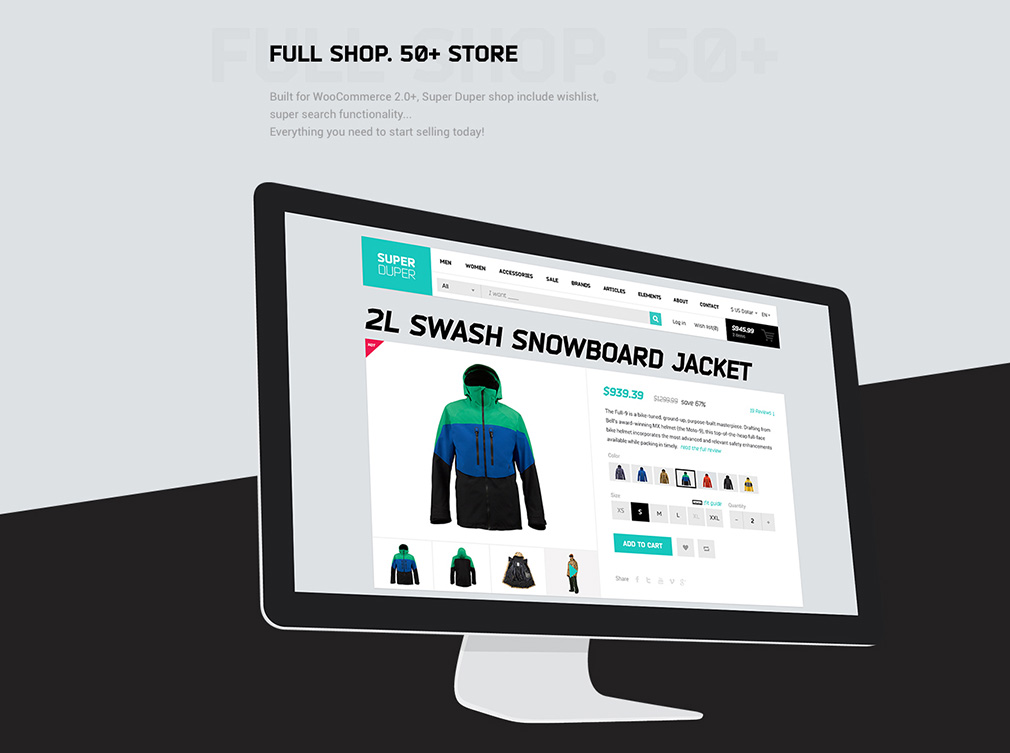 FULL SHOP. 50+
FULL SHOP. 50+ STORE
Built for WooCommerce 2.0+, Super Duper shop include wishlist,
super search functionality...
Everything you need to start selling today!
SUPER
DUPER
MEN WOMEN ACCESSORIES SALE BRANDS ARTICLES ELEMENTS ABOUT CONTACT
$ US Dollar EN
All I want ___
Log in Wish list(8)
$945.99
2 items
2L SWASH SNOWBOARD JACKET
HOT
$939.39 $1299.99 save 67%
19 Reviews
The Full-9 is a bike-tuned, ground-up, purpose-built masterpiece. Drafting from
Bell's award-winning MX helmet (the Moto-9), this top-of-the-heap full-face
bike helmet incorporates the most advanced and relevant safety enhancements
available while packing in timely. read the full review
Color
Size fit guide Quantity
XS S M L XL XXL - 2 +
ADD TO CART
Share